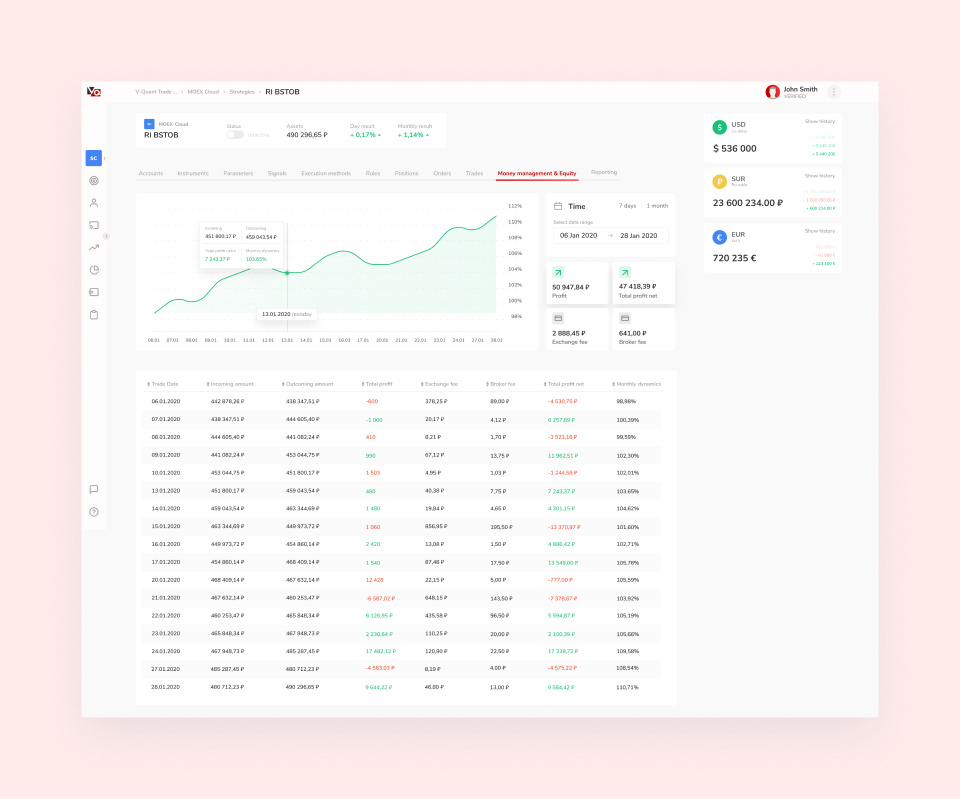 VQ
V-Quant Trade ... › MOEX Cloud › Strategies › RI BSTOB
John Smith
VERIFIED
SC
SC MOEX Cloud
RI BSTOB
Status
Inactive
Assets
490 296,65 ₽
Day result
+ 0,17%
Monthly result
+ 1,14%
Accounts Instruments Parameters Signals Execution methods Roles Positions Orders Trades Money management & Equity Reporting
112%
110%
108%
106%
104%
102%
100%
98%
Incoming Outcoming
451 800,17 ₽ 459 043,54 ₽
Total profit netto Monthly dynamics
7 243,37 ₽ 103,65%
13.01.2020 monday
06.01 07.01 08.01 09.01 10.01 12.01 13.01 15.01 16.01 17.01 20.01 21.01 22.01 23.01 24.01 27.01 28.01
Time 7 days 1 month
Select date range
06 Jan 2020 → 28 Jan 2020
50 947,84 ₽
Profit
47 418,39 ₽
Total profit net
2 888,45 ₽
Exchange fee
641,00 ₽
Broker fee
$ USD
Show history
$ 536 000
+ 5 440 200
₽ SUR
Show history
23 600 234.00 ₽
+ 600 234.00 ₽
€ EUR
Euro
Show history
720 235 €
+ 123 100 €
Trade Date Incoming amount Outcoming amount Total profit Exchange fee Broker fee Total profit net Monthly dynamics
06.01.2020 442 878,26 ₽ 438 347,51 ₽ -600 378,25 ₽ 89,00 ₽ -4 530,75 ₽ 98,98%
07.01.2020 438 347,51 ₽ 444 605,40 ₽ -1 060 20,17 ₽ 4,12 ₽ 6 257,89 ₽ 100,39%
08.01.2020 444 605,40 ₽ 441 082,24 ₽ 410 6,21 ₽ 1,70 ₽ -3 523,16 ₽ 99,59%
09.01.2020 441 082,24 ₽ 453 044,75 ₽ 990 67,12 ₽ 13,75 ₽ 11 962,51 ₽ 102,30%
10.01.2020 453 044,75 ₽ 451 800,17 ₽ 1 503 4,95 ₽ 1,03 ₽ -1 244,58 ₽ 102,01%
13.01.2020 451 800,17 ₽ 459 043,54 ₽ 480 40,38 ₽ 7,75 ₽ 7 243,37 ₽ 103,65%
14.01.2020 459 043,54 ₽ 463 344,69 ₽ 1 480 19,84 ₽ 4,65 ₽ 4 301,15 ₽ 104,62%
15.01.2020 463 344,69 ₽ 449 973,72 ₽ 1 060 856,95 ₽ 195,50 ₽ -13 370,97 ₽ 101,60%
16.01.2020 449 973,72 ₽ 454 860,14 ₽ 2 420 13,08 ₽ 1,50 ₽ 4 886,42 ₽ 102,71%
17.01.2020 454 860,14 ₽ 468 409,14 ₽ 1 540 87,48 ₽ 17,50 ₽ 13 549,00 ₽ 105,76%
20.01.2020 468 409,14 ₽ 467 632,14 ₽ 12 428 22,15 ₽ 5,00 ₽ -777,00 ₽ 105,59%
21.01.2020 467 632,14 ₽ 460 253,47 ₽ -6 587,02 ₽ 648,15 ₽ 143,50 ₽ -7 378,67 ₽ 103,92%
22.01.2020 460 253,47 ₽ 465 848,34 ₽ 6 126,95 ₽ 435,58 ₽ 96,50 ₽ 5 594,87 ₽ 105,19%
23.01.2020 465 848,34 ₽ 467 948,73 ₽ 2 230,64 ₽ 110,25 ₽ 20,00 ₽ 2 100,39 ₽ 105,66%
24.01.2020 467 948,73 ₽ 485 287,45 ₽ 17 482,12 ₽ 120,90 ₽ 22,50 ₽ 17 338,72 ₽ 109,58%
27.01.2020 485 287,45 ₽ 480 712,23 ₽ -4 563,03 ₽ 8,19 ₽ 4,00 ₽ -4 575,22 ₽ 108,54%
28.01.2020 480 712,23 ₽ 490 296,65 ₽ 9 644,22 ₽ 46,80 ₽ 13,00 ₽ 9 584,42 ₽ 110,71%